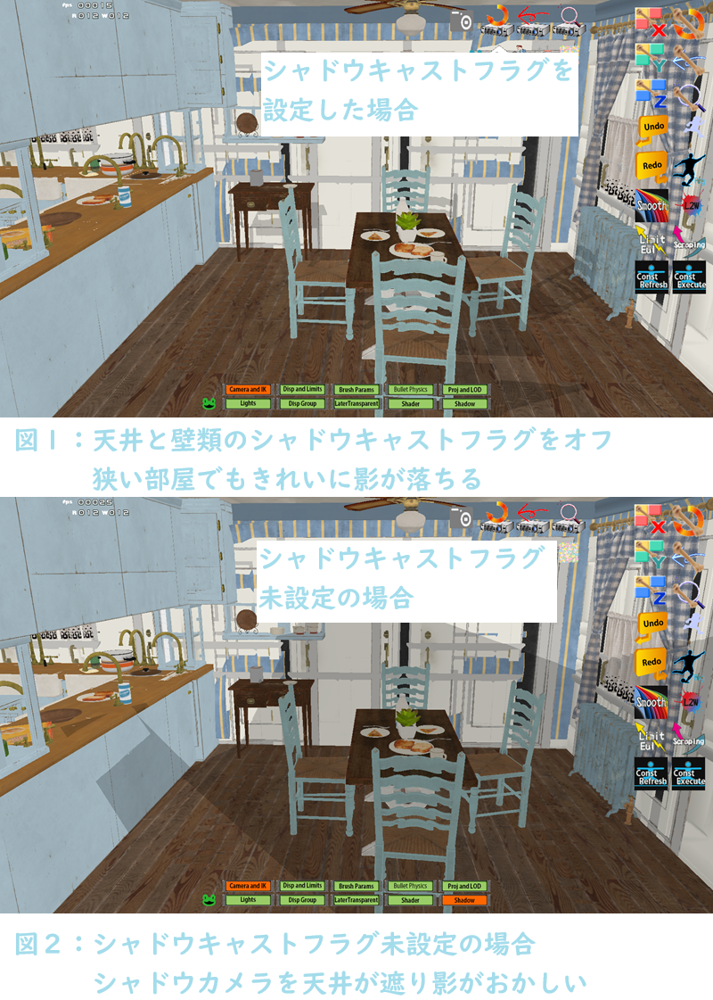 fps 00015
R012 W012
シャドウキャストフラグを
設定した場合
X
Y
Z
Undo
Redo
Smooth
L2W
Limit
Eul
Scraping
Const
Refresh
Const
Execute
Camera and IK
Disp and Limits
Brush Params
Bullet Physics
Proj and LOD
Lights
Disp Group
LaterTransparent
Shader
Shadow
図１：天井と壁類のシャドウキャストフラグをオフ
狭い部屋でもきれいに影が落ちる
fps 00025
R012 W012
シャドウキャストフラグ
未設定の場合
X
Y
Z
Undo
Redo
Smooth
L2W
Limit
Eul
Scraping
Const
Refresh
Const
Execute
Camera and IK
Disp and Limits
Brush Params
Bullet Physics
Proj and LOD
Lights
Disp Group
LaterTransparent
Shader
Shadow
図２：シャドウキャストフラグ未設定の場合
シャドウカメラを天井が遮り影がおかしい